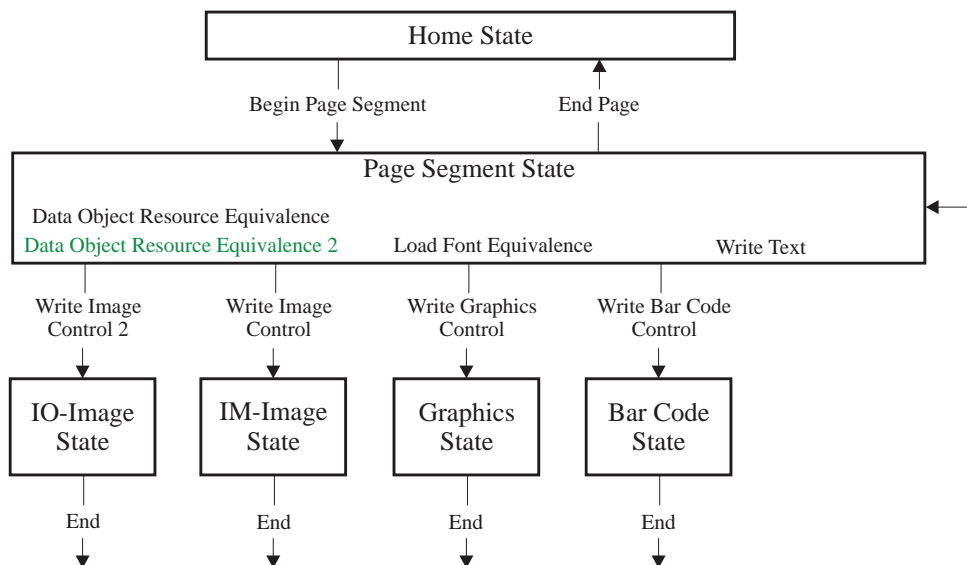 Home State
Begin Page Segment
End Page
Page Segment State
Data Object Resource Equivalence
Data Object Resource Equivalence 2
Load Font Equivalence
Write Text
Write Image
Control 2
Write Image
Control
Write Graphics
Control
Write Bar Code
Control
IO-Image
State
IM-Image
State
Graphics
State
Bar Code
State
End
End
End
End